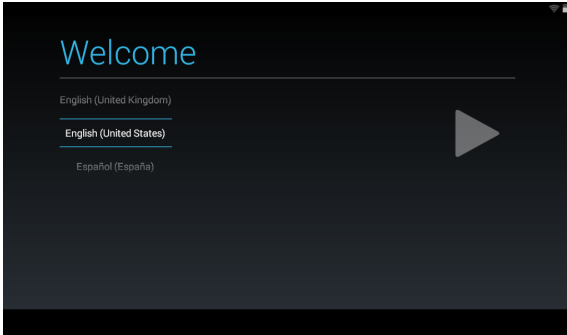 Welcome
English (United Kingdom)
English (United States)
Español (España)